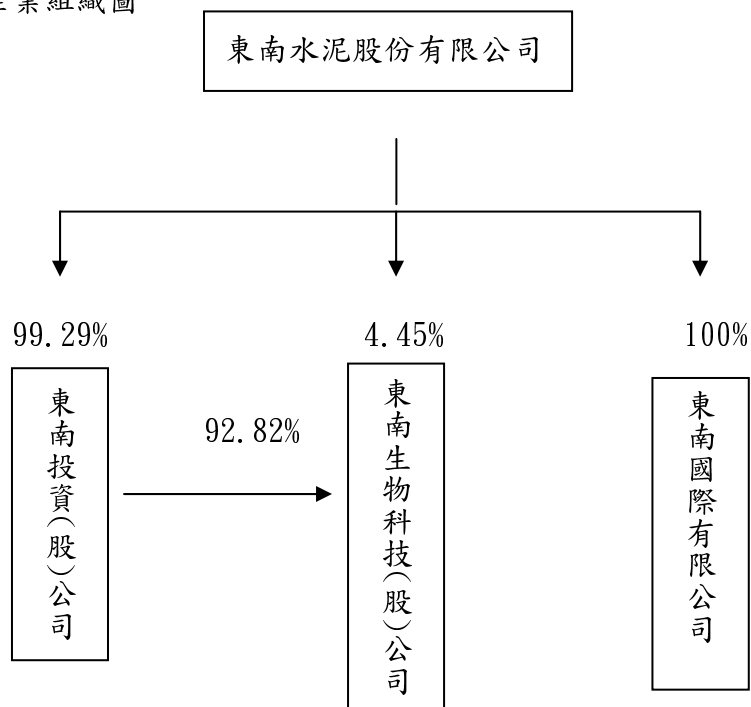 業組織圖
東南水泥股份有限公司
99.29%
4.45%
100%
92.82%
東南投資(股)公司
東南生物科技(股)公司
東南國際有限公司